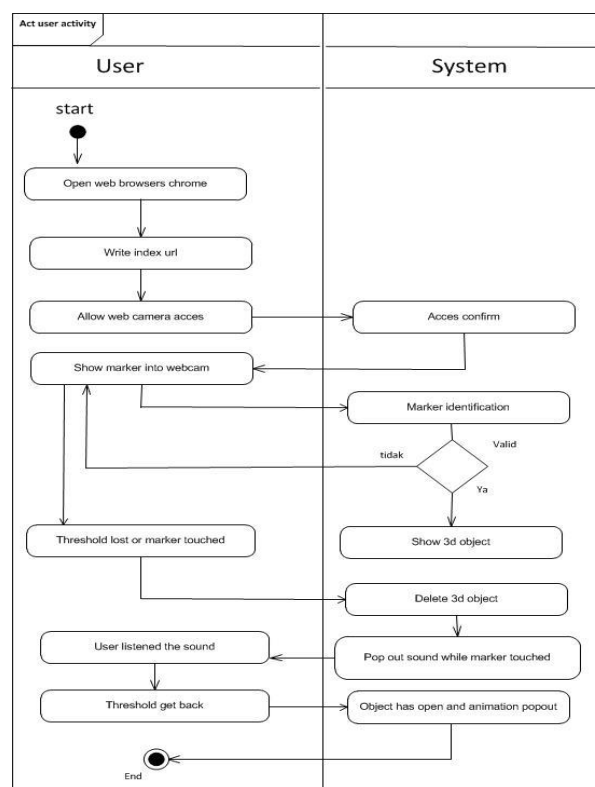 Act user activity
User
System
start
Open web browsers chrome
Write index url
Allow web camera acces
Acces confirm
Show marker into webcam
Marker identification
tidak
Valid
Ya
Threshold lost or marker touched
Show 3d object
Delete 3d object
User listened the sound
Pop out sound while marker touched
Threshold get back
Object has open and animation popout
End